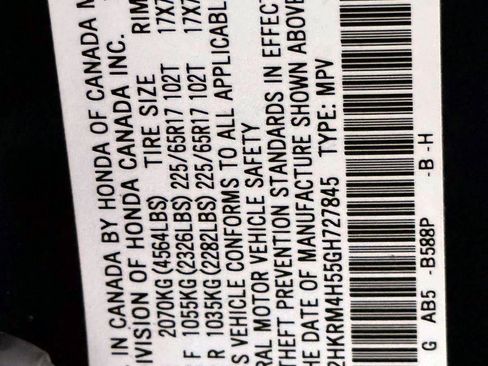 IN CANADA BY HONDA OF CANADA
IVISION OF HONDA CANADA INC.
TIRE SIZE RIM
2070KG(4564LBS)
F 1055KG(2326LBS) 225/65R17 102T 17X7
R 1035KG(2282LBS) 225/65R17 102T 17X7
S VEHICLE CONFORMS TO ALL APPLICABLE
RAL MOTOR VEHICLE SAFETY
THEFT PREVENTION STANDARDS IN EFFECT
THE DATE OF MANUFACTURE SHOWN ABOVE
2HKRM4H55GH727845 TYPE: MPV
G AB5 -B588P -B -H